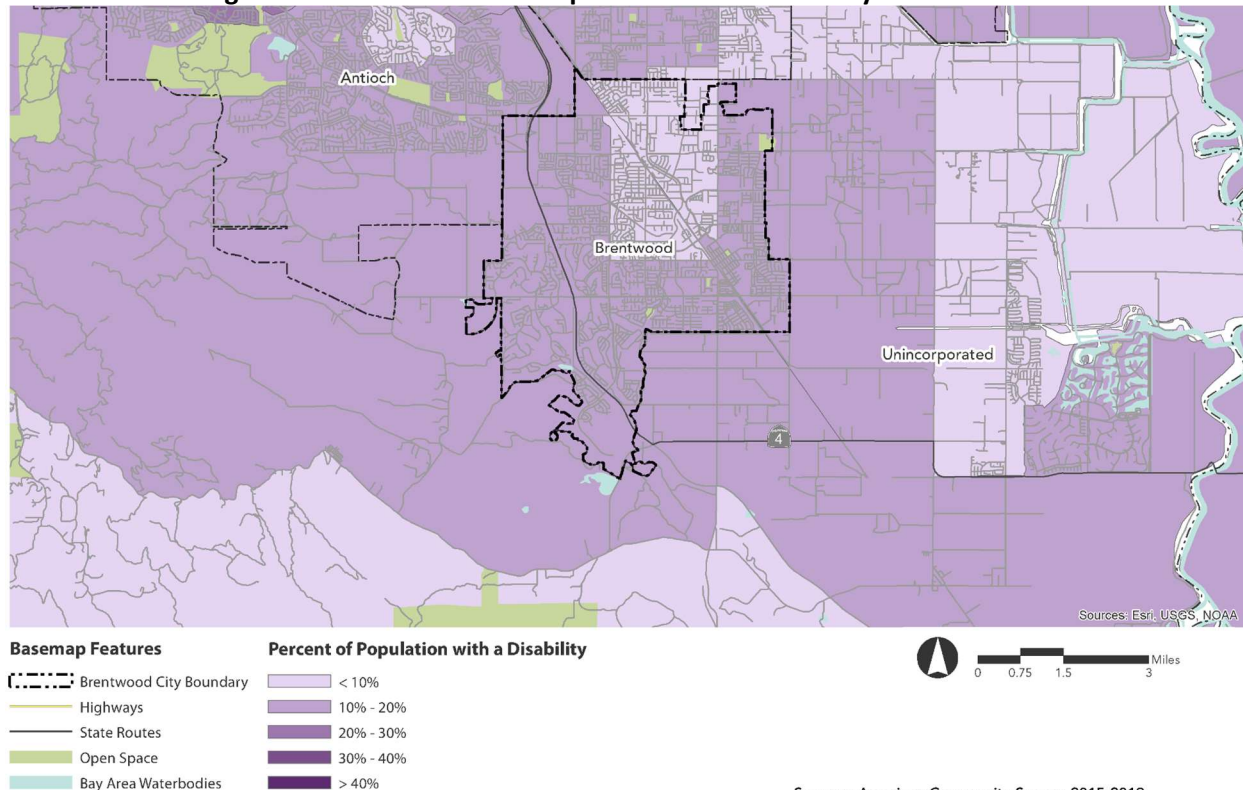 Antioch
Brentwood
Unincorporated
4
Sources: Esri, USGS, NOAA
Basemap Features
Brentwood City Boundary
Highways
State Routes
Open Space
Bay Area Waterbodies
Percent of Population with a Disability
< 10%
10% - 20%
20% - 30%
30% - 40%
> 40%
0 0.75 1.5 3 Miles